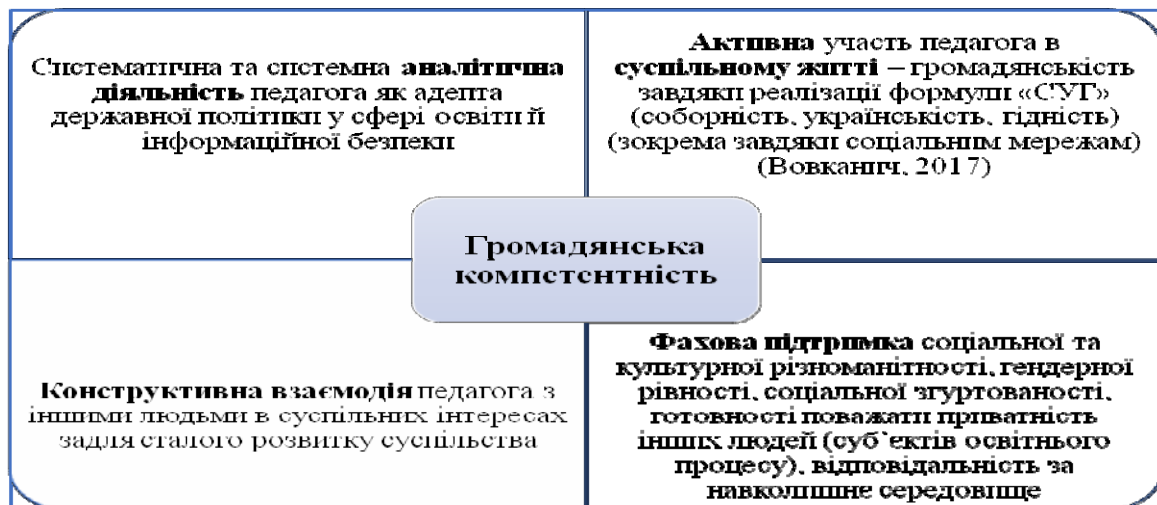 Систематична та системна аналітична
діяльність педагога як адепта
державної політики у сфері освіти й
інформаційної безпеки
Активна участь педагога в
суспільному житті – громадянськість
завдяки реалізації формули «СУГ»
(соборність, українськість, гідність)
(зокрема завдяки соціальним мережам)
(Вовканич, 2017)
Громадянська
компетентність
Конструктивна взаємодія педагога з
іншими людьми в суспільних інтересах
задля сталого розвитку суспільства
Фахова підтримка соціальної та
культурної різноманітності, гендерної
рівності, соціальної згуртованості,
готовності поважати приватність
інших людей (суб`єктів освітнього
процесу), відповідальність за
навколишнє середовище